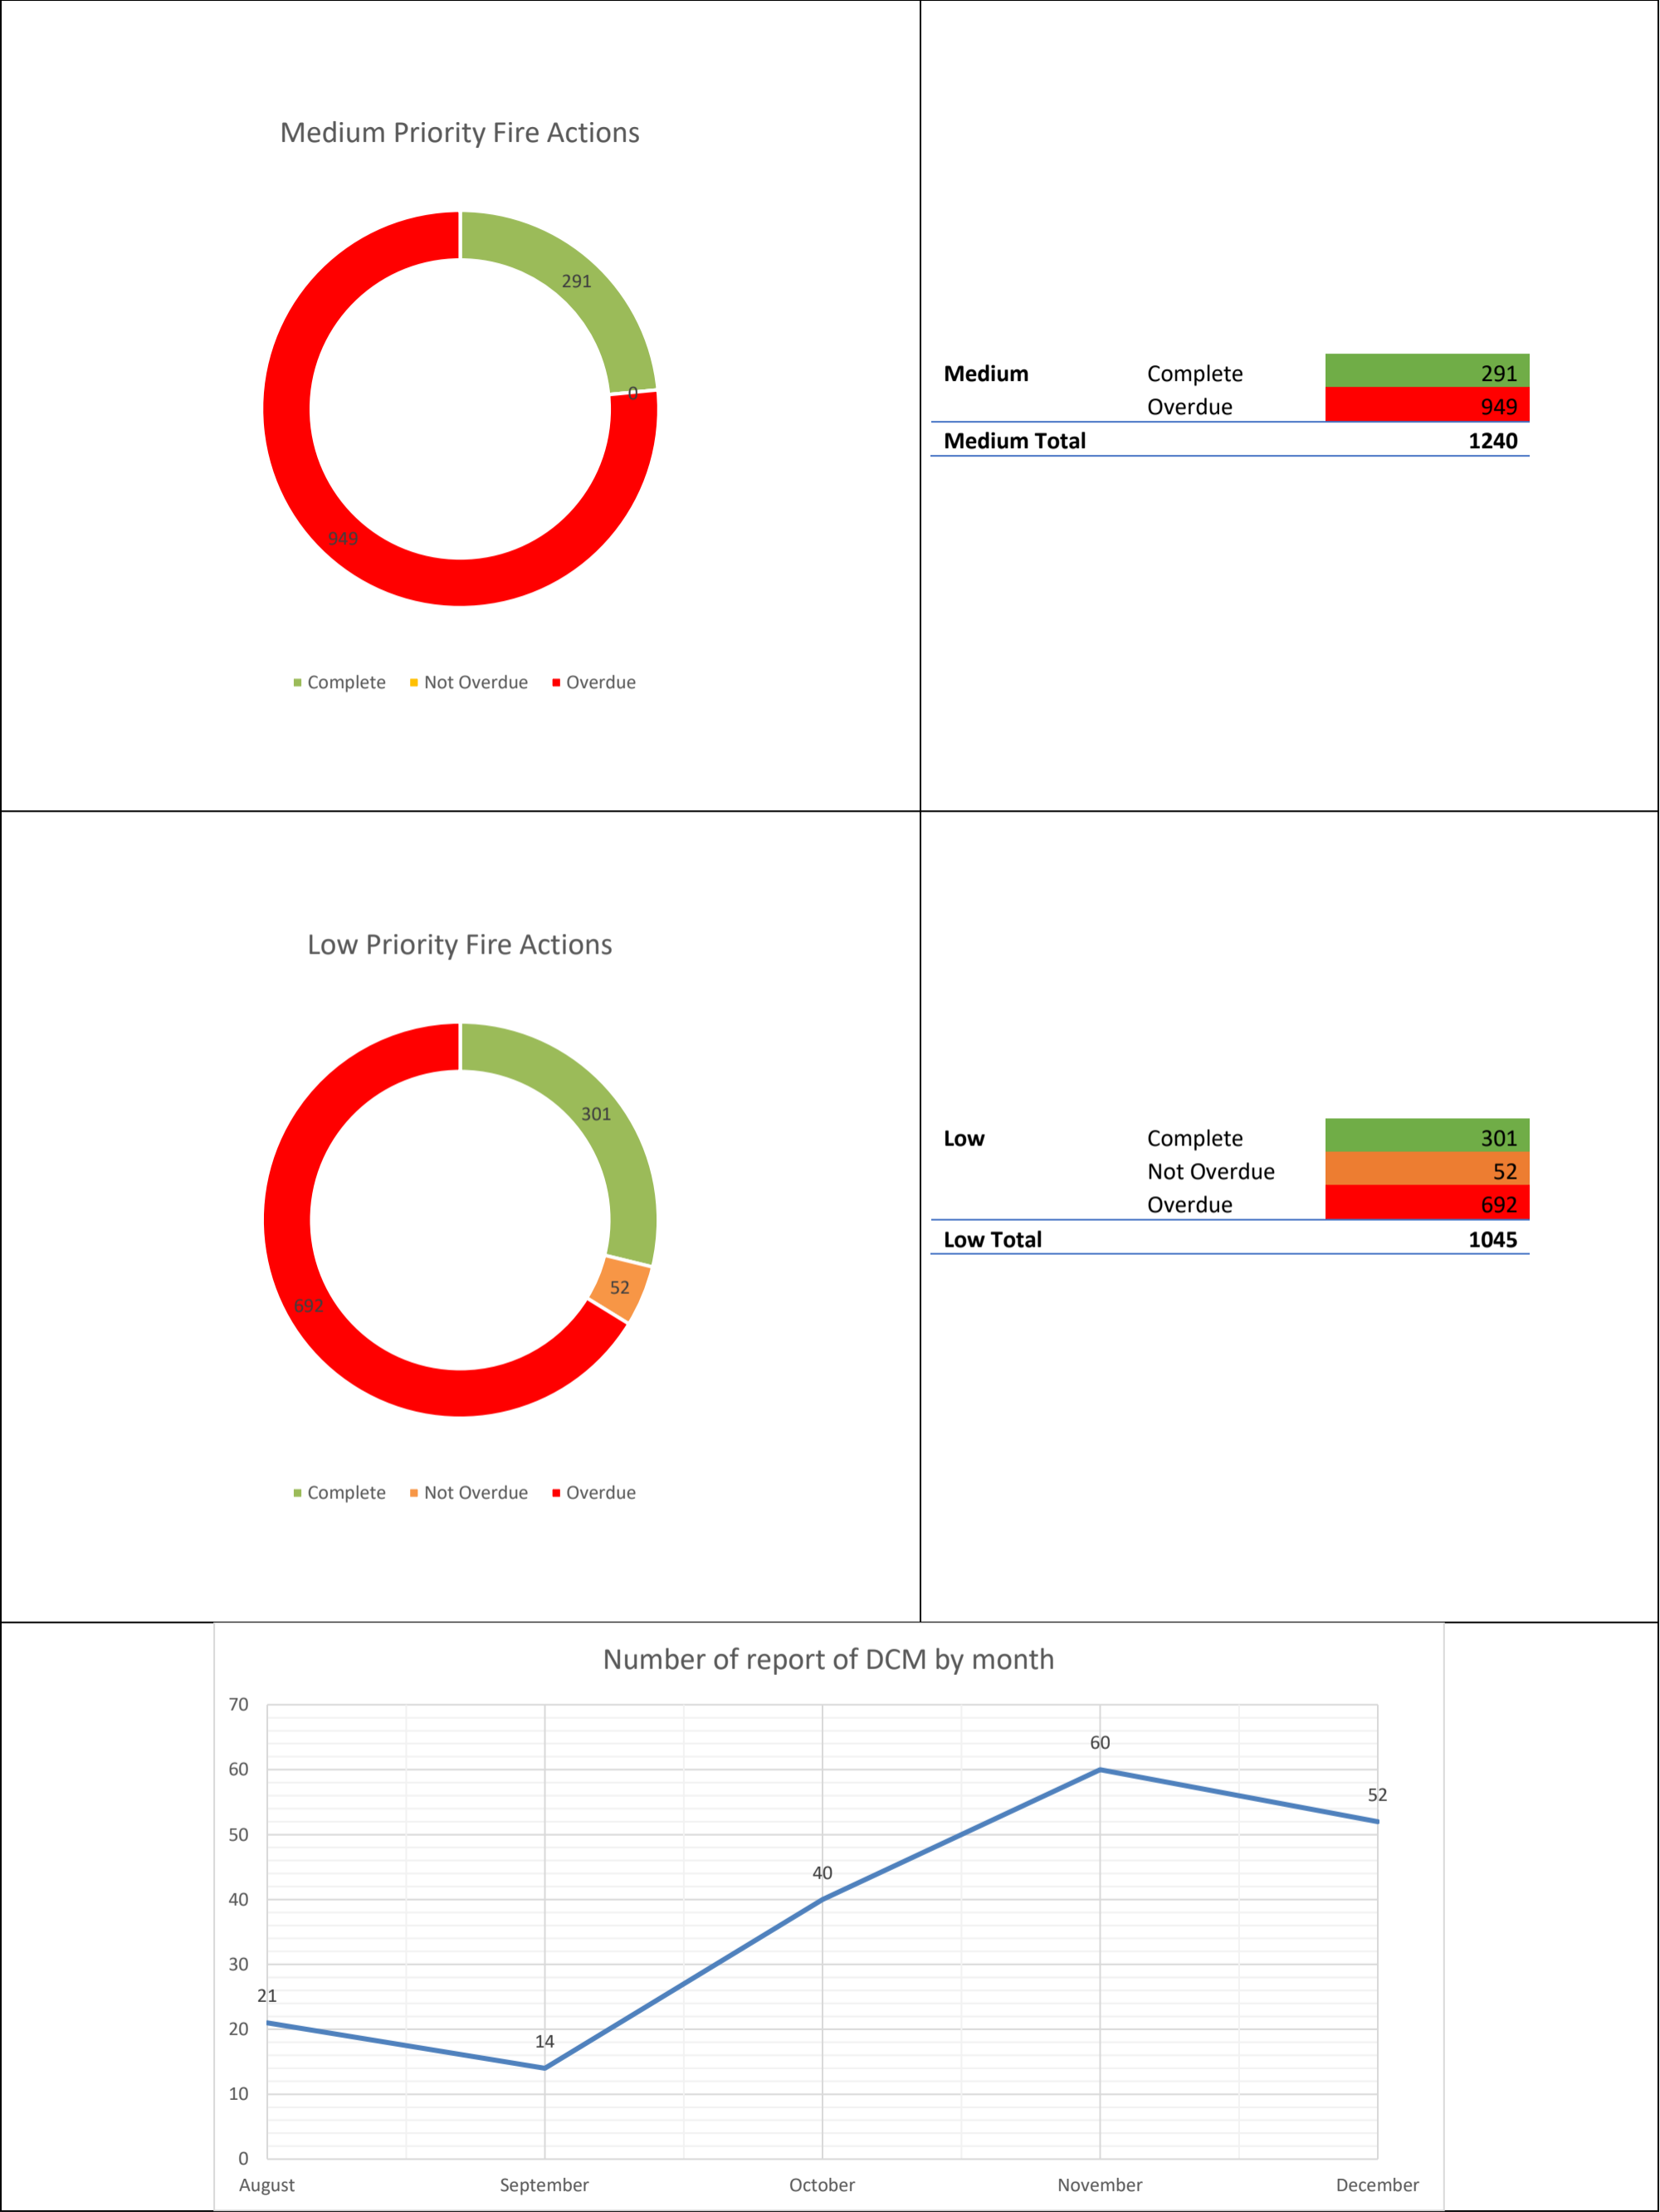 Medium Priority Fire Actions
291
0
949
Complete Not Overdue Overdue
Medium Complete 291
Overdue 949
Medium Total 1240
Low Priority Fire Actions
301
52
692
Complete Not Overdue Overdue
Low Complete 301
Not Overdue 52
Overdue 692
Low Total 1045
Number of report of DCM by month
70
60
50
40
30
20
10
0
21
14
40
60
52
August September October November December